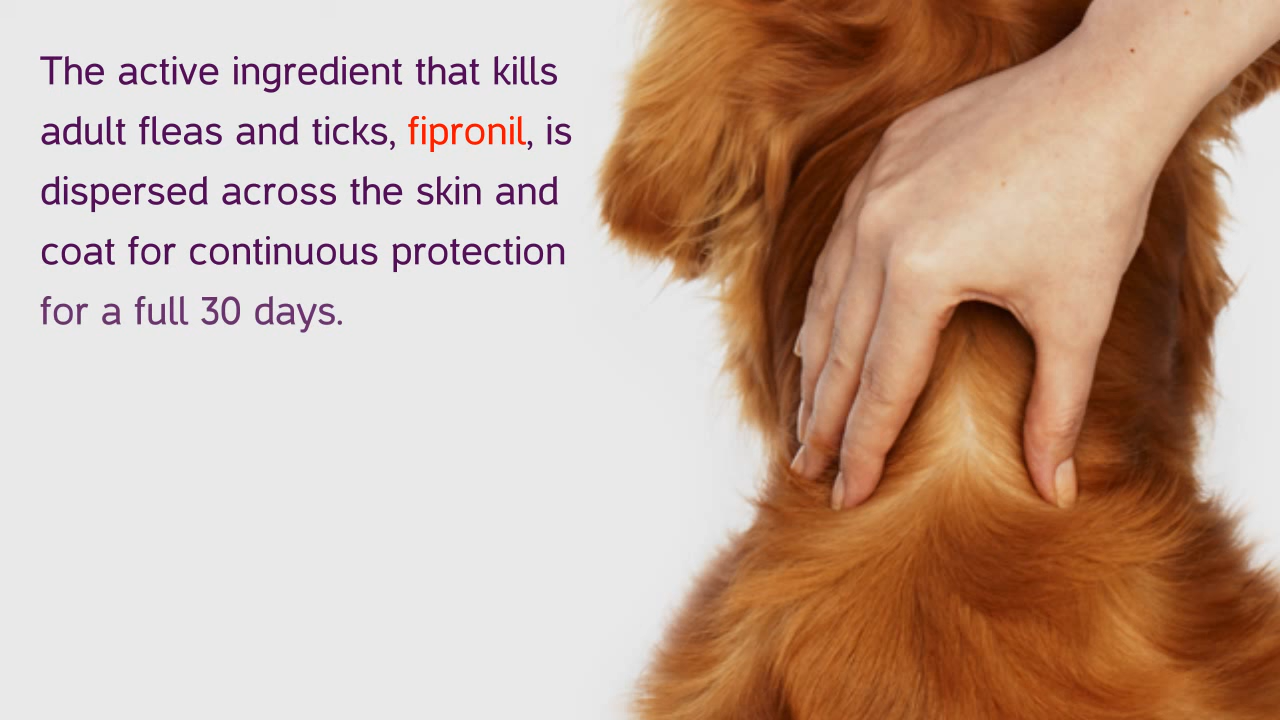 The active ingredient that kills
adult fleas and ticks, fipronil, is
dispersed across the skin and
coat for continuous protection
for a full 30 days.